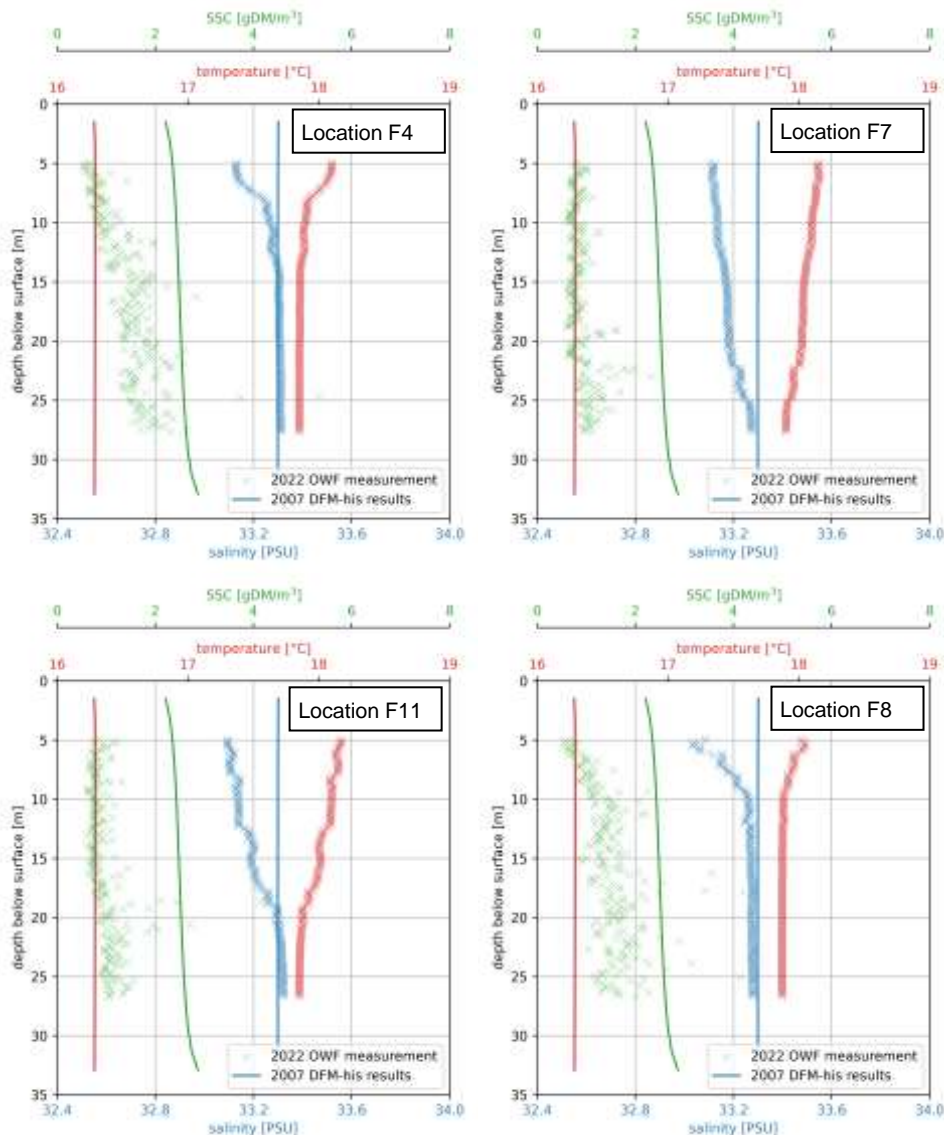 SSC [gDM/m³] SSC [gDM/m³]
0 2 4 6 8 0 2 4 6 8
temperature [°C] temperature [°C]
16 17 18 19 16 17 18 19
0 0
Location F4 Location F7
5 5
10 10
15 15
20 20
25 25
30 30
35 35
depth below surface [m] depth below surface [m]
2022 OWF measurement 2022 OWF measurement
2007 DFM-his results 2007 DFM-his results
32.4 32.8 33.2 33.6 34.0 32.4 32.8 33.2 33.6 34.0
salinity [PSU] salinity [PSU]
SSC [gDM/m³] SSC [gDM/m³]
0 2 4 6 8 0 2 4 6 8
temperature [°C] temperature [°C]
16 17 18 19 16 17 18 19
0 0
Location F11 Location F8
5 5
10 10
15 15
20 20
25 25
30 30
35 35
depth below surface [m] depth below surface [m]
2022 OWF measurement 2022 OWF measurement
2007 DFM-his results 2007 DFM-his results
32.4 32.8 33.2 33.6 34.0 32.4 32.8 33.2 33.6 34.0
salinity [PSU] salinity [PSU]